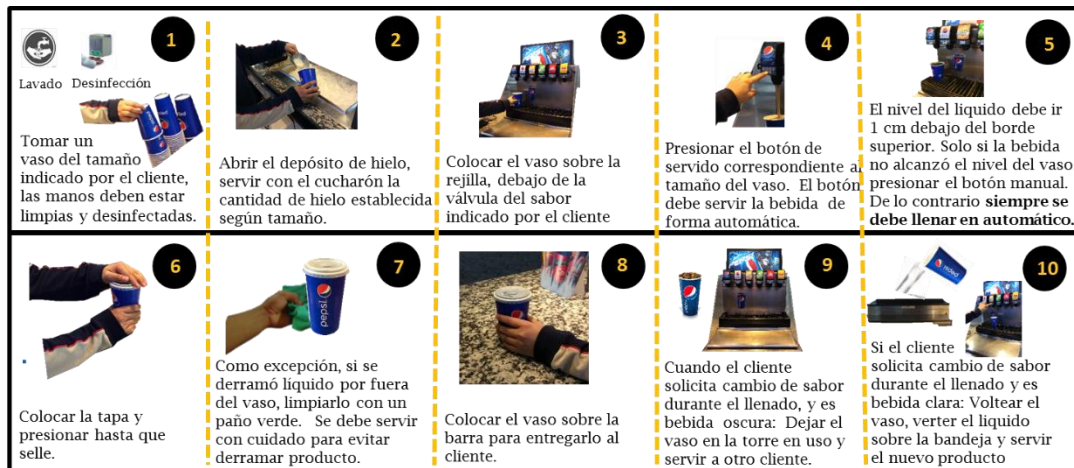 1
Lavado Desinfección
Tomar un
vaso del tamaño
indicado por el cliente,
las manos deben estar
limpias y desinfectadas.
2
Abrir el depósito de hielo,
servir con el cucharón la
cantidad de hielo establecida
según tamaño.
3
Colocar el vaso sobre la
rejilla, debajo de la
válvula del sabor
indicado por el cliente
4
Presionar el botón de
servido correspondiente al
tamaño del vaso. El botón
debe servir la bebida de
forma automática.
5
El nivel del liquido debe ir
1 cm debajo del borde
superior. Solo si la bebida
no alcanzó el nivel del vaso
presionar el botón manual.
De lo contrario siempre se
debe llenar en automático.
6
Colocar la tapa y
presionar hasta que
selle.
7
pepsi
Como excepción, si se
derramó líquido por fuera
del vaso, limpiarlo con un
paño verde. Se debe servir
con cuidado para evitar
derramar producto.
8
Colocar el vaso sobre la
barra para entregarlo al
cliente.
9
Cuando el cliente
solicita cambio de sabor
durante el llenado, y es
bebida oscura: Dejar el
vaso en la torre en uso y
servir a otro cliente.
10
pepsi
Si el cliente
solicita cambio de sabor
durante el llenado y es
bebida clara: Voltear el
vaso, verter el liquido
sobre la bandeja y servir
el nuevo producto